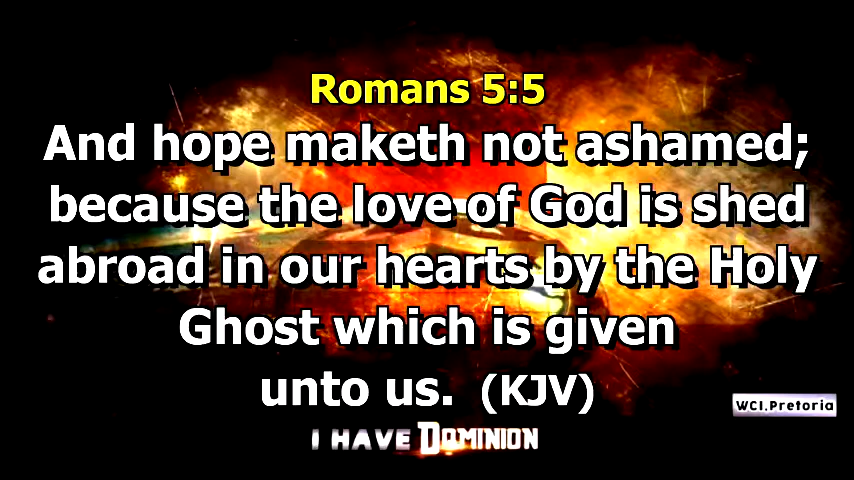 Romans 5:5
And hope maketh not ashamed;
because the love of God is shed
abroad in our hearts by the Holy
Ghost which is given
unto us. (KJV)
WCI.Pretoria
I HAVE DOMINION